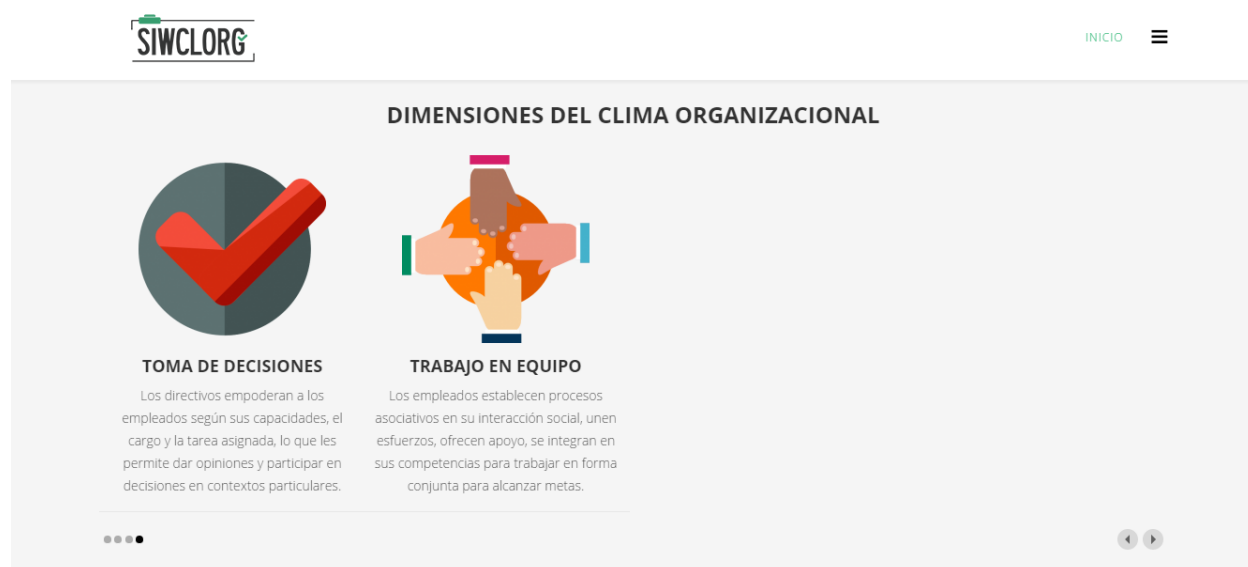 SIWCLORG
INICIO
DIMENSIONES DEL CLIMA ORGANIZACIONAL
TOMA DE DECISIONES
Los directivos empoderan a los
empleados según sus capacidades, el
cargo y la tarea asignada, lo que les
permite dar opiniones y participar en
decisiones en contextos particulares.
TRABAJO EN EQUIPO
Los empleados establecen procesos
asociativos en su interacción social, unen
esfuerzos, ofrecen apoyo, se integran en
sus competencias para trabajar en forma
conjunta para alcanzar metas.